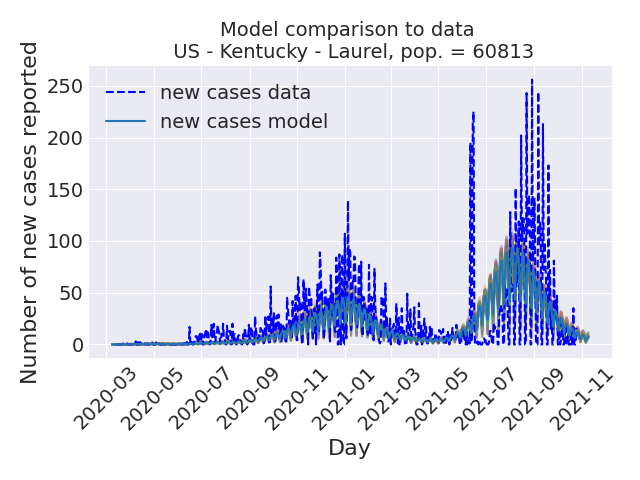 Model comparison to data
US - Kentucky - Laurel, pop. = 60813
new cases data
new cases model
Number of new cases reported
250
200
150
100
50
0
2020-03
2020-05
2020-07
2020-09
2020-11
2021-01
2021-03
2021-05
2021-07
2021-09
2021-11
Day